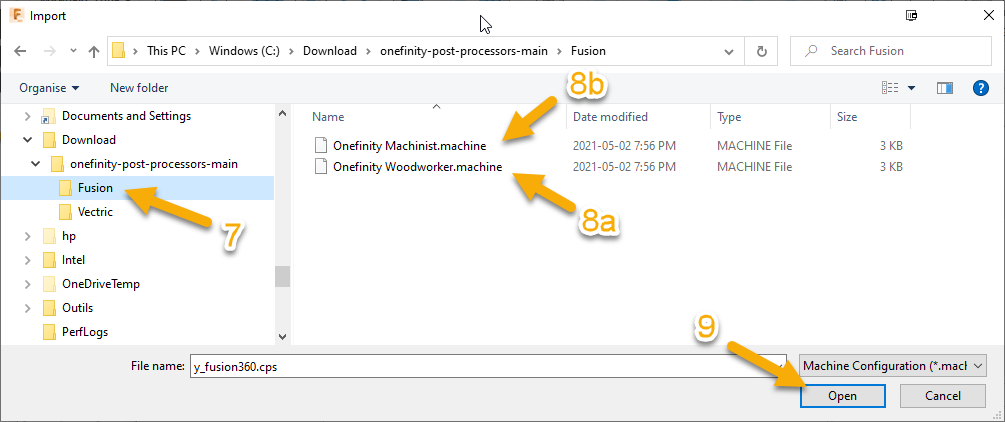 Import
This PC > Windows (C:) > Download > onefinity-post-processors-main > Fusion
Search Fusion
Organise
New folder
Documents and Settings
Download
onefinity-post-processors-main
Fusion
Vectric
hp
Intel
OneDriveTemp
Outils
PerfLogs
7
Name Date modified Type Size
Onefinity Machinist.machine 2021-05-02 7:56 PM MACHINE File 3 KB
Onefinity Woodworker.machine 2021-05-02 7:56 PM MACHINE File 3 KB
8b
8a
9
File name: y_fusion360.cps Machine Configuration (*.mach
Open Cancel